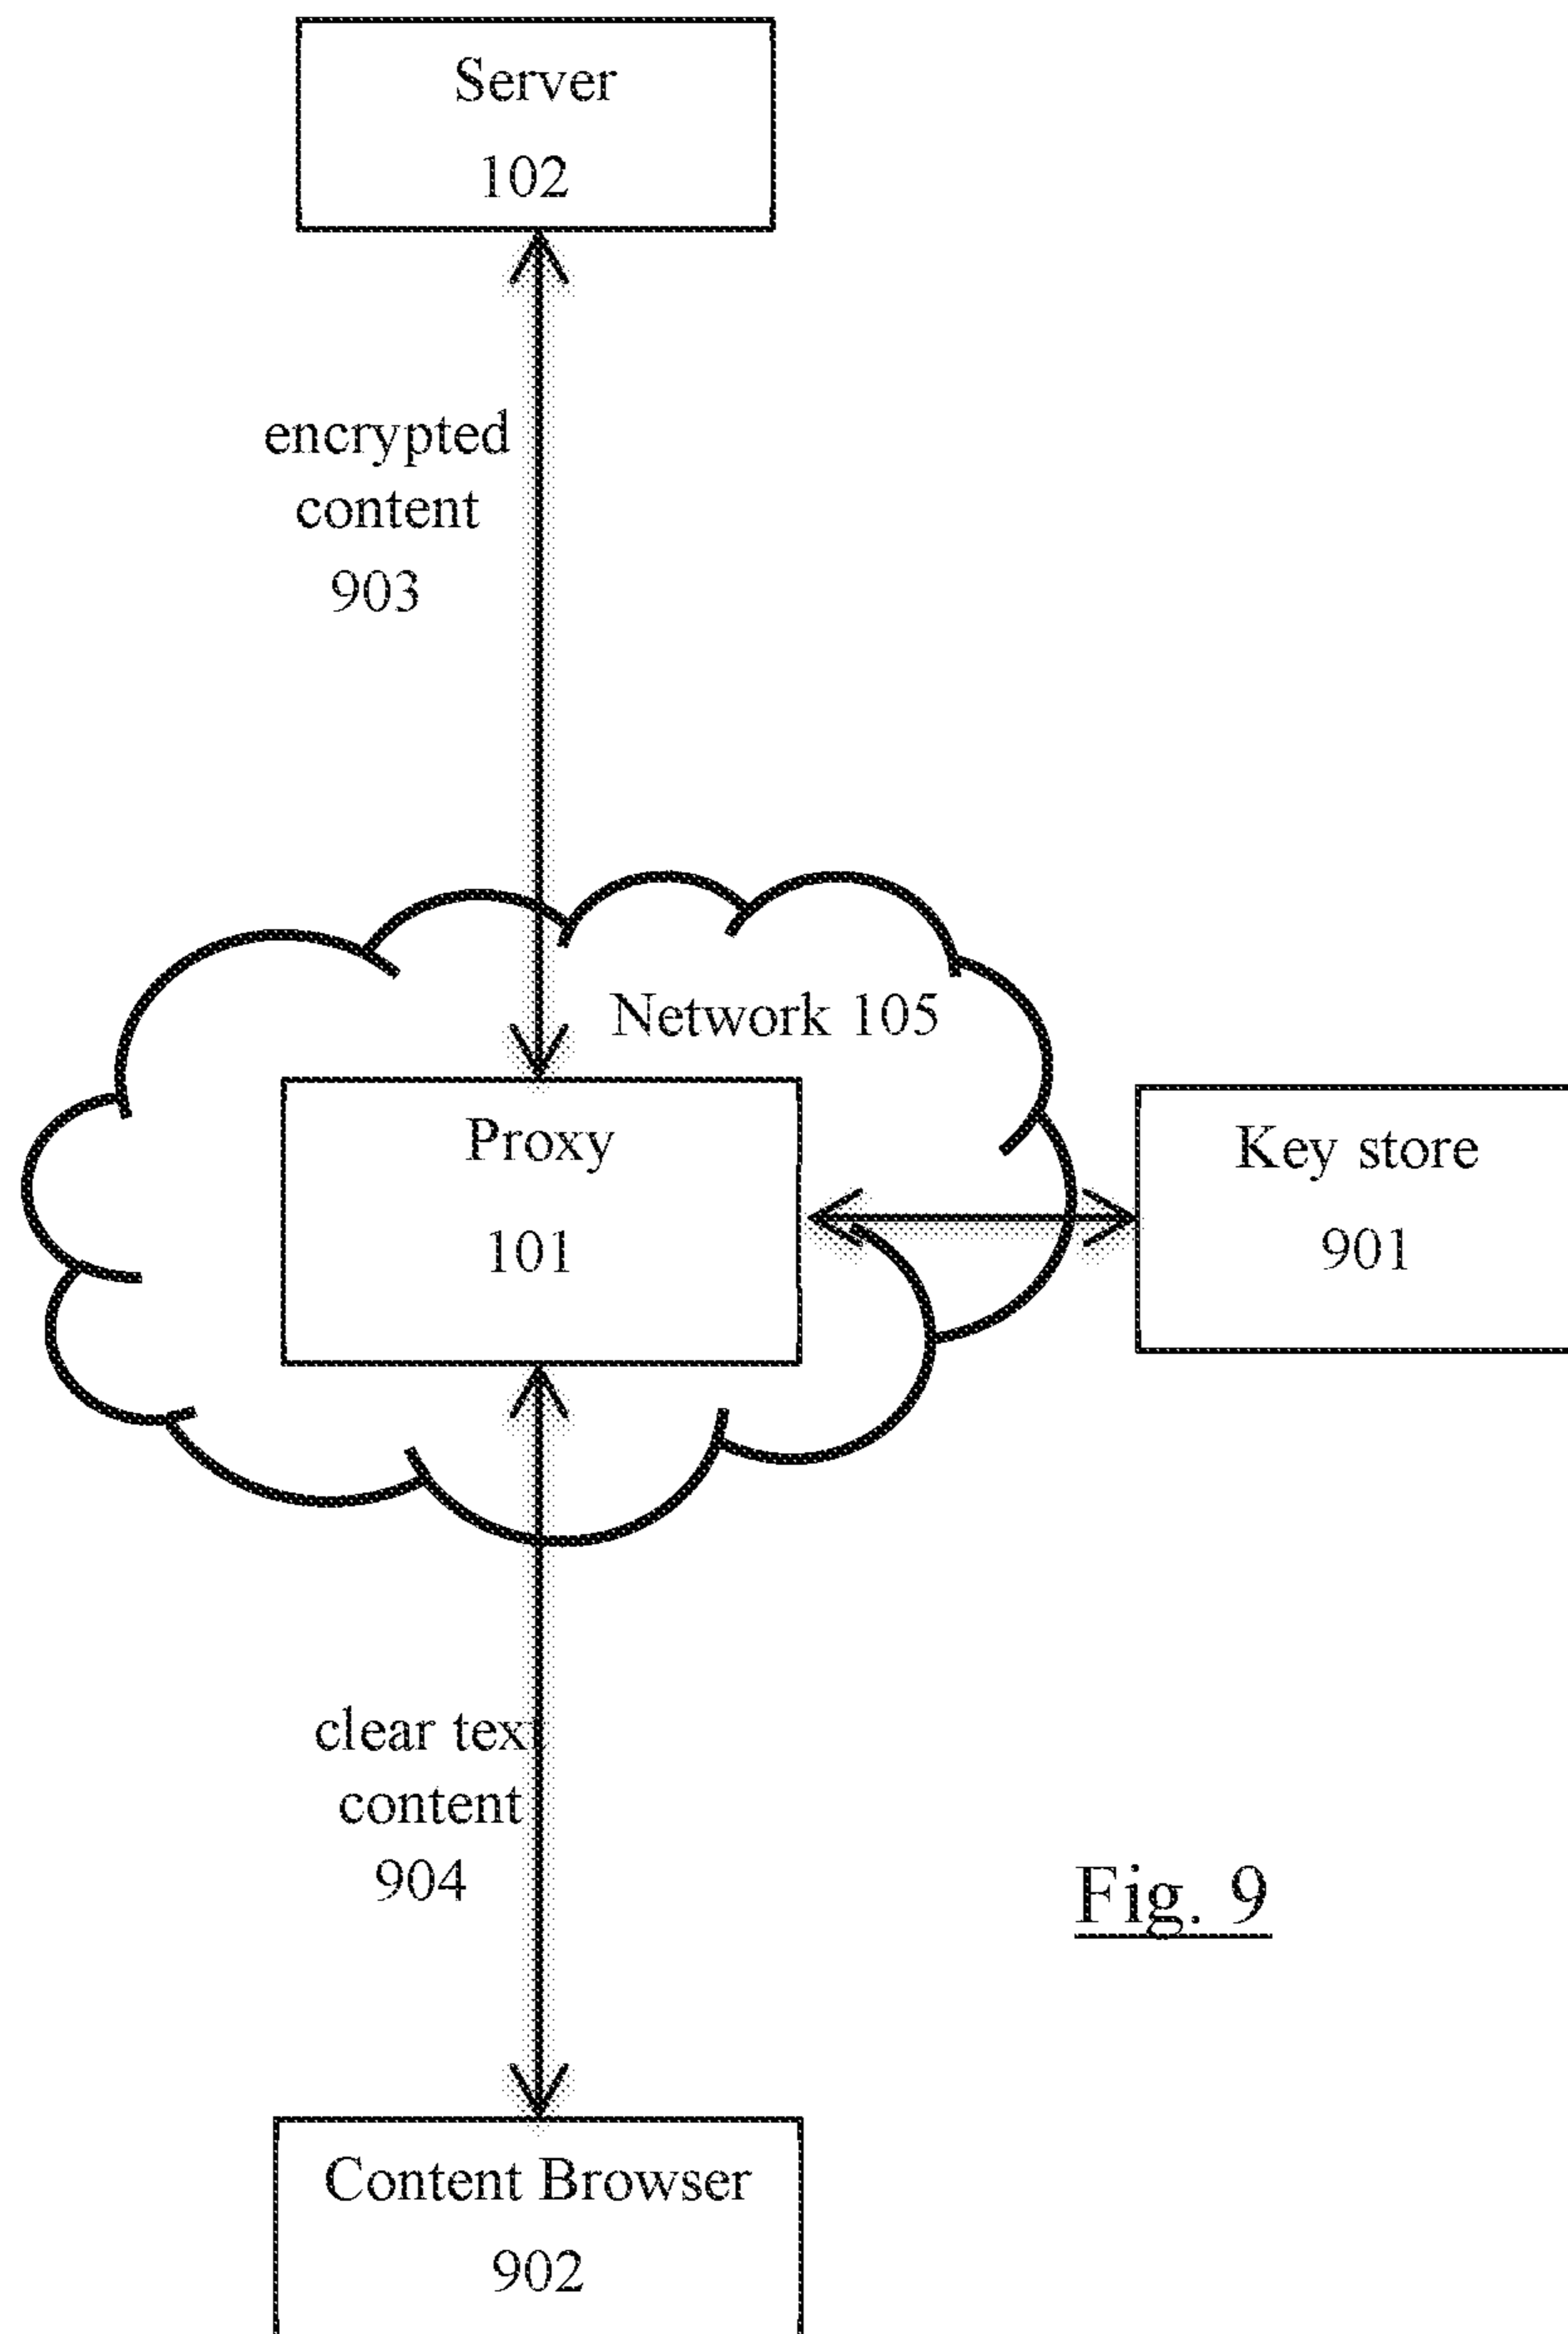 Server
102
encrypted
content
903
Network 105
Proxy
101
Key store
901
clear text
content
904
Fig. 9
Content Browser
902